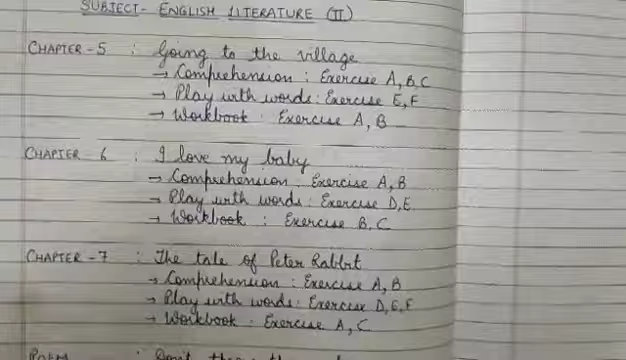 SUBJECT- ENGLISH LITERATURE (II)
CHAPTER-5 : Going to the village
→ Comprehension : Exercise A, B, C
→ Play with words : Exercise E, F
→ Workbook : Exercise A, B
CHAPTER 6 : I love my baby
→ Comprehension : Exercise A, B
→ Play with words : Exercise D, E
→ Workbook : Exercise B, C
CHAPTER-7 : The tale of Peter Rabbit
→ Comprehension : Exercise A, B
→ Play with words : Exercise D, E, F
→ Workbook : Exercise A, C